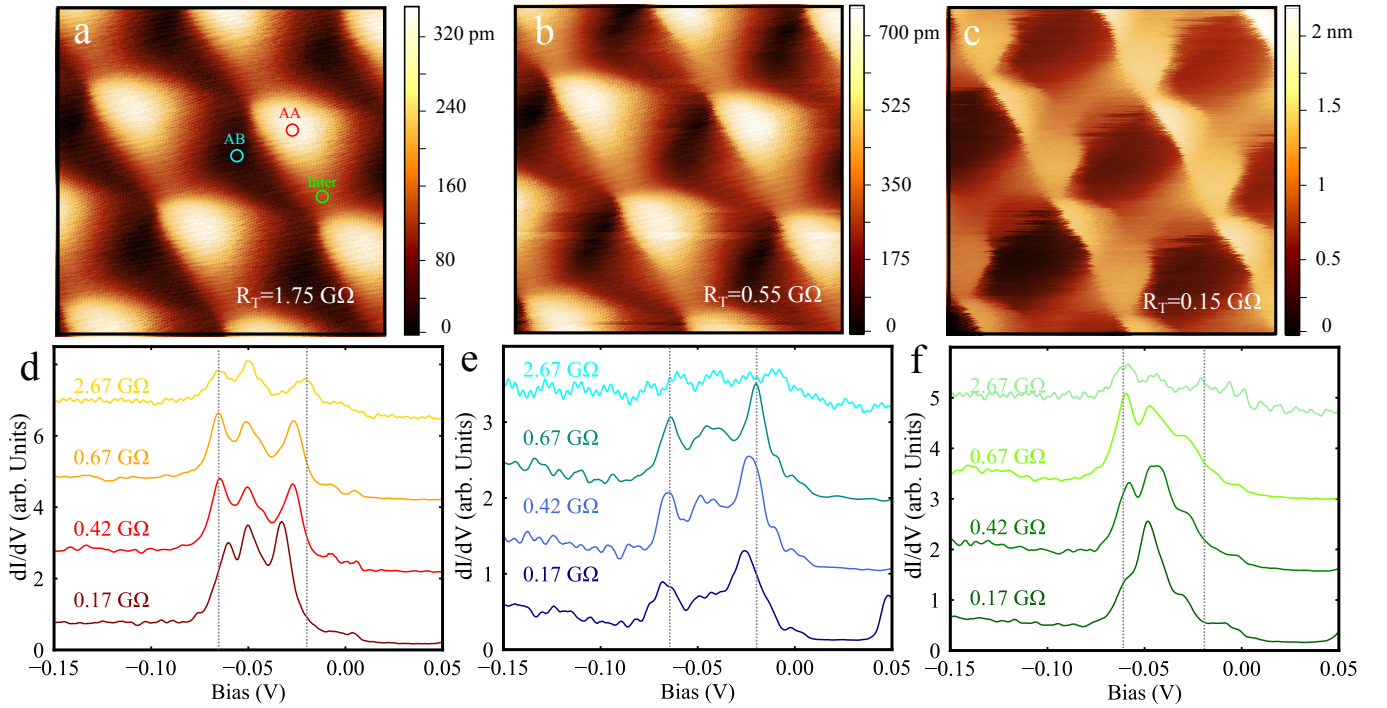 a
AA
AB
Inter
R_T=1.75 GΩ
320 pm
240
160
80
0
b
R_T=0.55 GΩ
700 pm
525
350
175
0
c
R_T=0.15 GΩ
2 nm
1.5
1
0.5
0
d
2.67 GΩ
0.67 GΩ
0.42 GΩ
0.17 GΩ
dI/dV (arb. Units)
6
4
2
0
−0.15 −0.10 −0.05 0.00 0.05
Bias (V)
e
2.67 GΩ
0.67 GΩ
0.42 GΩ
0.17 GΩ
dI/dV (arb. Units)
3
2
1
0
−0.15 −0.10 −0.05 0.00 0.05
Bias (V)
f
2.67 GΩ
0.67 GΩ
0.42 GΩ
0.17 GΩ
dI/dV (arb. Units)
5
4
3
2
1
0
−0.15 −0.10 −0.05 0.00 0.05
Bias (V)